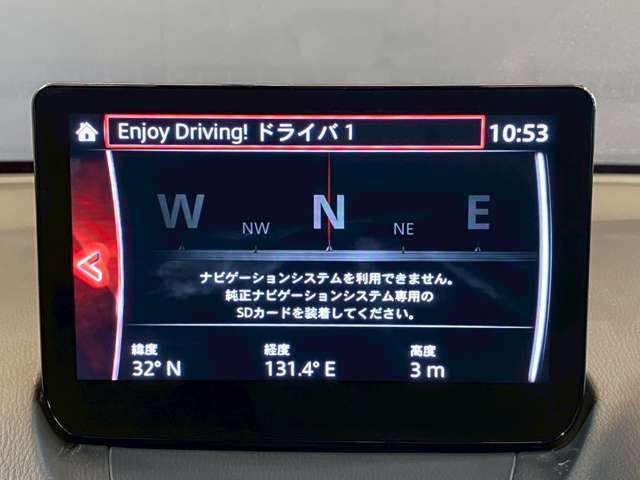 Enjoy Driving! ドライバ 1 10:53
W NW N NE E
ナビゲーションシステムを利用できません。
純正ナビゲーションシステム専用の
SDカードを装着してください。
緯度 経度 高度
32° N 131.4° E 3 m